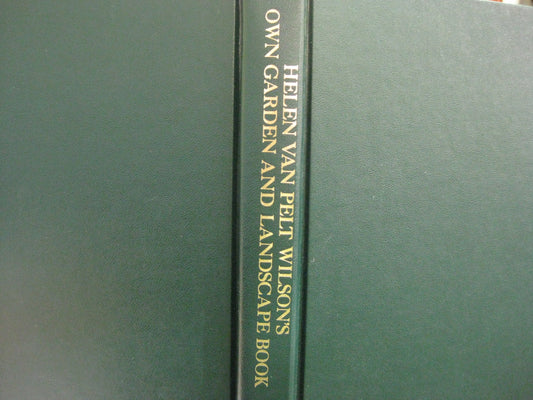 HELEN VAN PELT WILSON'S
OWN GARDEN AND LANDSCAPE BOOK